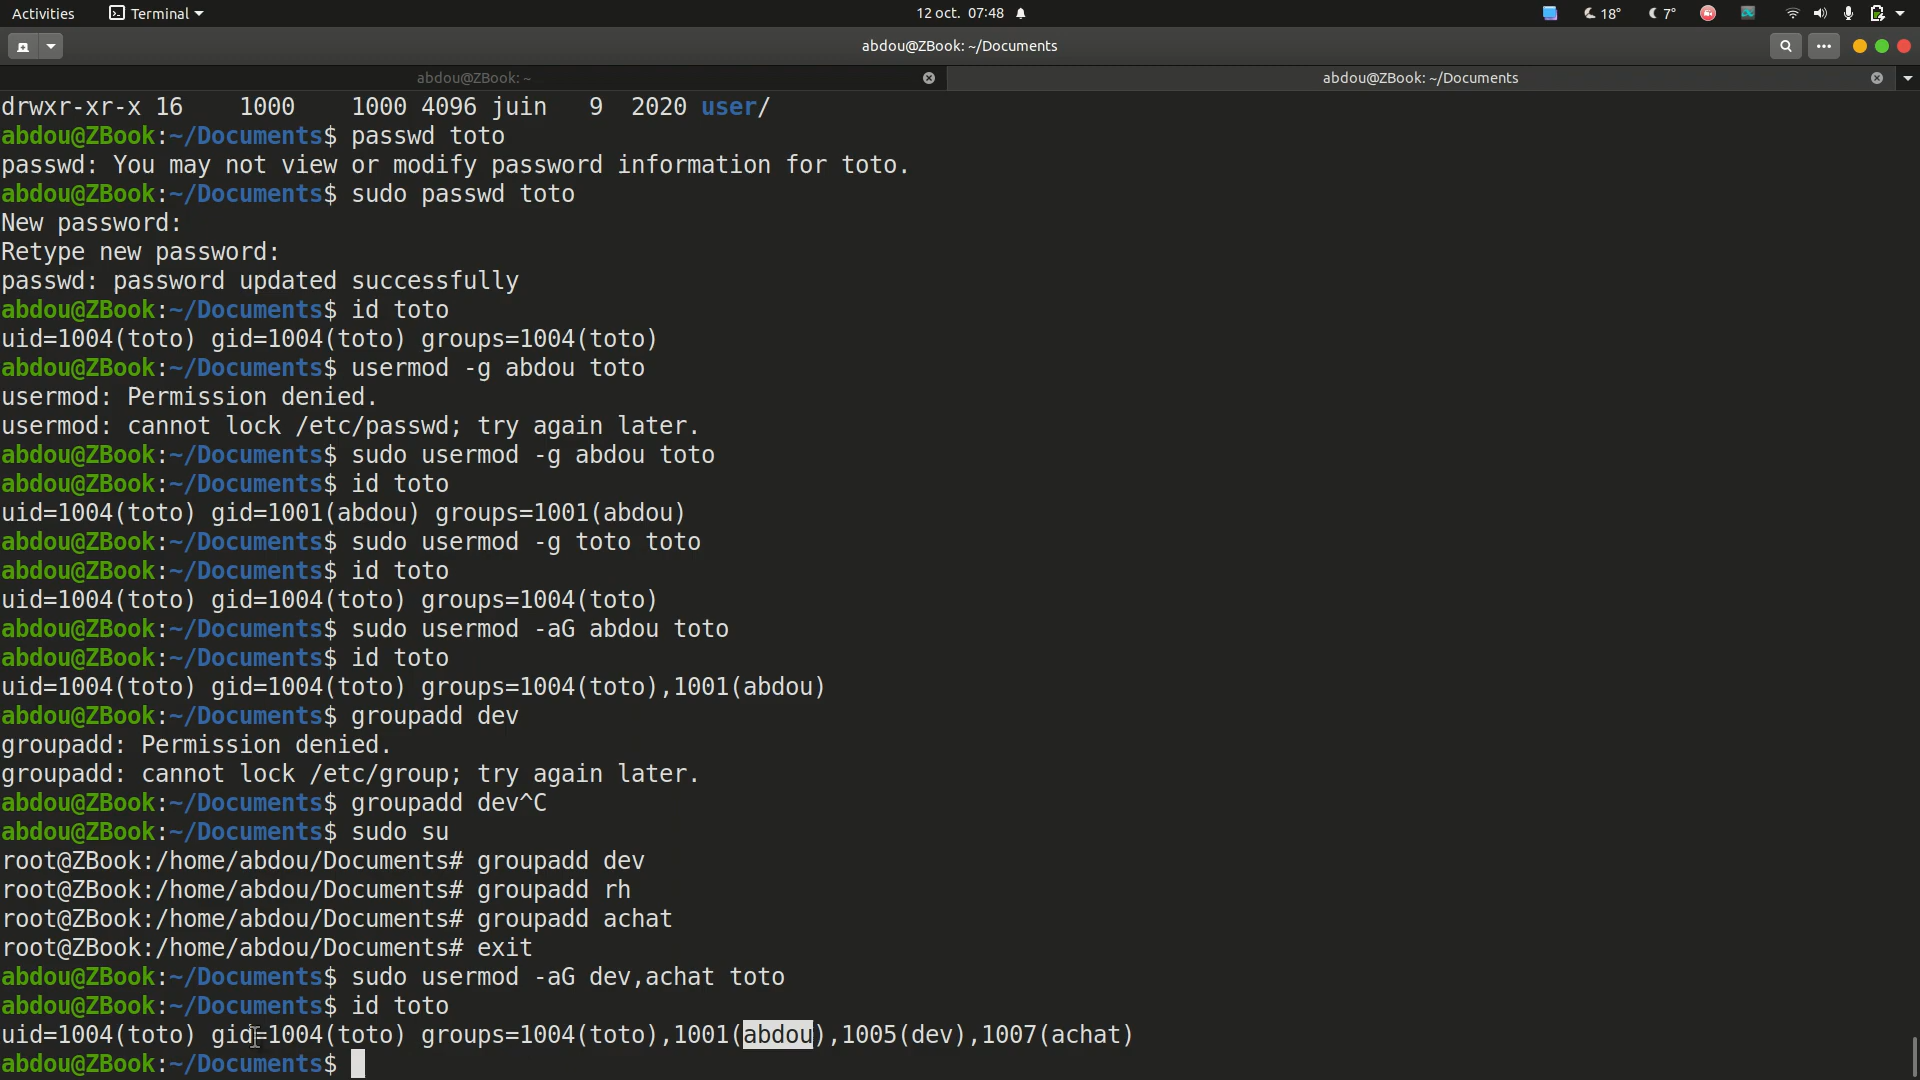 Activities Terminal 12 oct. 07:48 18° 7°
abdou@ZBook: ~/Documents
abdou@ZBook: ~ abdou@ZBook: ~/Documents
drwxr-xr-x 16    1000    1000 4096 juin   9  2020 user/
abdou@ZBook:~/Documents$ passwd toto
passwd: You may not view or modify password information for toto.
abdou@ZBook:~/Documents$ sudo passwd toto
New password:
Retype new password:
passwd: password updated successfully
abdou@ZBook:~/Documents$ id toto
uid=1004(toto) gid=1004(toto) groups=1004(toto)
abdou@ZBook:~/Documents$ usermod -g abdou toto
usermod: Permission denied.
usermod: cannot lock /etc/passwd; try again later.
abdou@ZBook:~/Documents$ sudo usermod -g abdou toto
abdou@ZBook:~/Documents$ id toto
uid=1004(toto) gid=1001(abdou) groups=1001(abdou)
abdou@ZBook:~/Documents$ sudo usermod -g toto toto
abdou@ZBook:~/Documents$ id toto
uid=1004(toto) gid=1004(toto) groups=1004(toto)
abdou@ZBook:~/Documents$ sudo usermod -aG abdou toto
abdou@ZBook:~/Documents$ id toto
uid=1004(toto) gid=1004(toto) groups=1004(toto),1001(abdou)
abdou@ZBook:~/Documents$ groupadd dev
groupadd: Permission denied.
groupadd: cannot lock /etc/group; try again later.
abdou@ZBook:~/Documents$ groupadd dev^C
abdou@ZBook:~/Documents$ sudo su
root@ZBook:/home/abdou/Documents# groupadd dev
root@ZBook:/home/abdou/Documents# groupadd rh
root@ZBook:/home/abdou/Documents# groupadd achat
root@ZBook:/home/abdou/Documents# exit
abdou@ZBook:~/Documents$ sudo usermod -aG dev,achat toto
abdou@ZBook:~/Documents$ id toto
uid=1004(toto) gid=1004(toto) groups=1004(toto),1001(abdou),1005(dev),1007(achat)
abdou@ZBook:~/Documents$